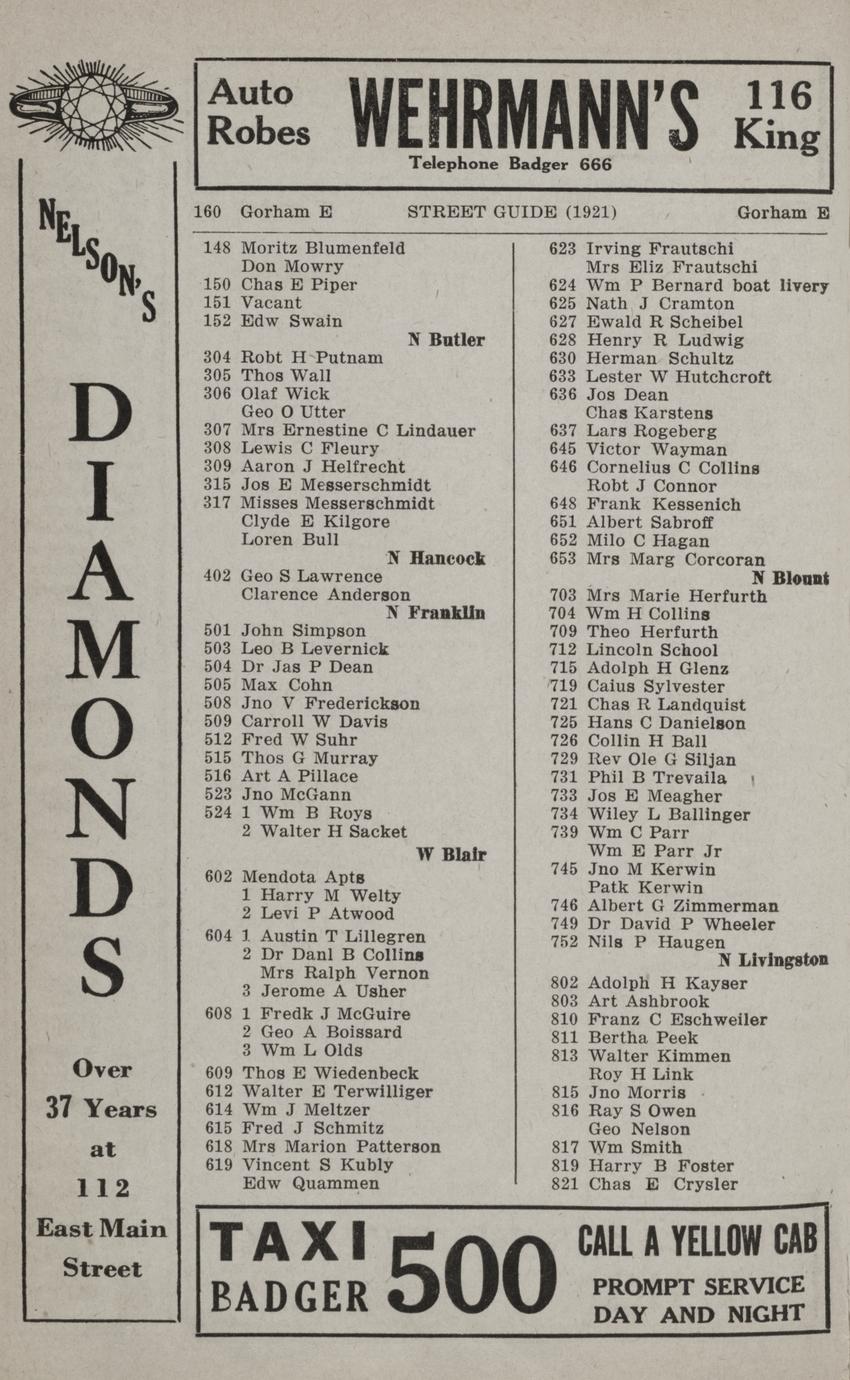 Auto Robes
WEHRMANN'S
116 King
Telephone Badger 666
NELSON'S
DIAMONDS
Over
37 Years
at
112
East Main
Street
160 Gorham E STREET GUIDE (1921) Gorham E
148 Moritz Blumenfeld
Don Mowry
150 Chas E Piper
151 Vacant
152 Edw Swain
N Butler
304 Robt H Putnam
305 Thos Wall
306 Olaf Wick
Geo O Utter
307 Mrs Ernestine C Lindauer
308 Lewis C Fleury
309 Aaron J Helfrecht
315 Jos E Messerschmidt
317 Misses Messerschmidt
Clyde E Kilgore
Loren Bull
N Hancock
402 Geo S Lawrence
Clarence Anderson
N Franklin
501 John Simpson
503 Leo B Levernick
504 Dr Jas P Dean
505 Max Cohn
508 Jno V Frederickson
509 Carroll W Davis
512 Fred W Suhr
515 Thos G Murray
516 Art A Pillace
523 Jno McGann
524 1 Wm B Roys
2 Walter H Sacket
W Blair
602 Mendota Apts
1 Harry M Welty
2 Levi P Atwood
604 1 Austin T Lillegren
2 Dr Danl B Collins
Mrs Ralph Vernon
3 Jerome A Usher
608 1 Fredk J McGuire
2 Geo A Boissard
3 Wm L Olds
609 Thos E Wiedenbeck
612 Walter E Terwilliger
614 Wm J Meltzer
615 Fred J Schmitz
618 Mrs Marion Patterson
619 Vincent S Kubly
Edw Quammen
623 Irving Frautschi
Mrs Eliz Frautschi
624 Wm P Bernard boat livery
625 Nath J Cramton
627 Ewald R Scheibel
628 Henry R Ludwig
630 Herman Schultz
633 Lester W Hutchcroft
636 Jos Dean
Chas Karstens
637 Lars Rogeberg
645 Victor Wayman
646 Cornelius C Collins
Robt J Connor
648 Frank Kessenich
651 Albert Sabroff
652 Milo C Hagan
653 Mrs Marg Corcoran
N Blount
703 Mrs Marie Herfurth
704 Wm H Collins
709 Theo Herfurth
712 Lincoln School
715 Adolph H Glenz
719 Caius Sylvester
721 Chas R Landquist
725 Hans C Danielson
726 Collin H Ball
729 Rev Ole G Siljan
731 Phil B Trevaila
733 Jos E Meagher
734 Wiley L Ballinger
739 Wm C Parr
Wm E Parr Jr
745 Jno M Kerwin
Patk Kerwin
746 Albert G Zimmerman
749 Dr David P Wheeler
752 Nils P Haugen
N Livingston
802 Adolph H Kayser
803 Art Ashbrook
810 Franz C Eschweiler
811 Bertha Peek
813 Walter Kimmen
Roy H Link
815 Jno Morris
816 Ray S Owen
Geo Nelson
817 Wm Smith
819 Harry B Foster
821 Chas E Crysler
TAXI
BADGER
500
CALL A YELLOW CAB
PROMPT SERVICE
DAY AND NIGHT